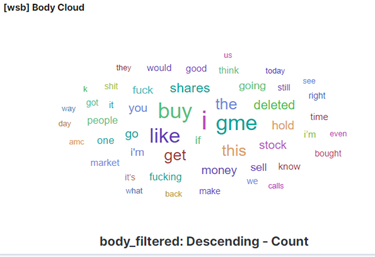 [wsb] Body Cloud
us
they would good think today
k shit fuck shares going still see right
way got it you buy i the deleted time
day people gme hold
amc one go like if this stock i'm even
market i'm get money sell know bought
it's fucking we calls
what back make
body_filtered: Descending - Count